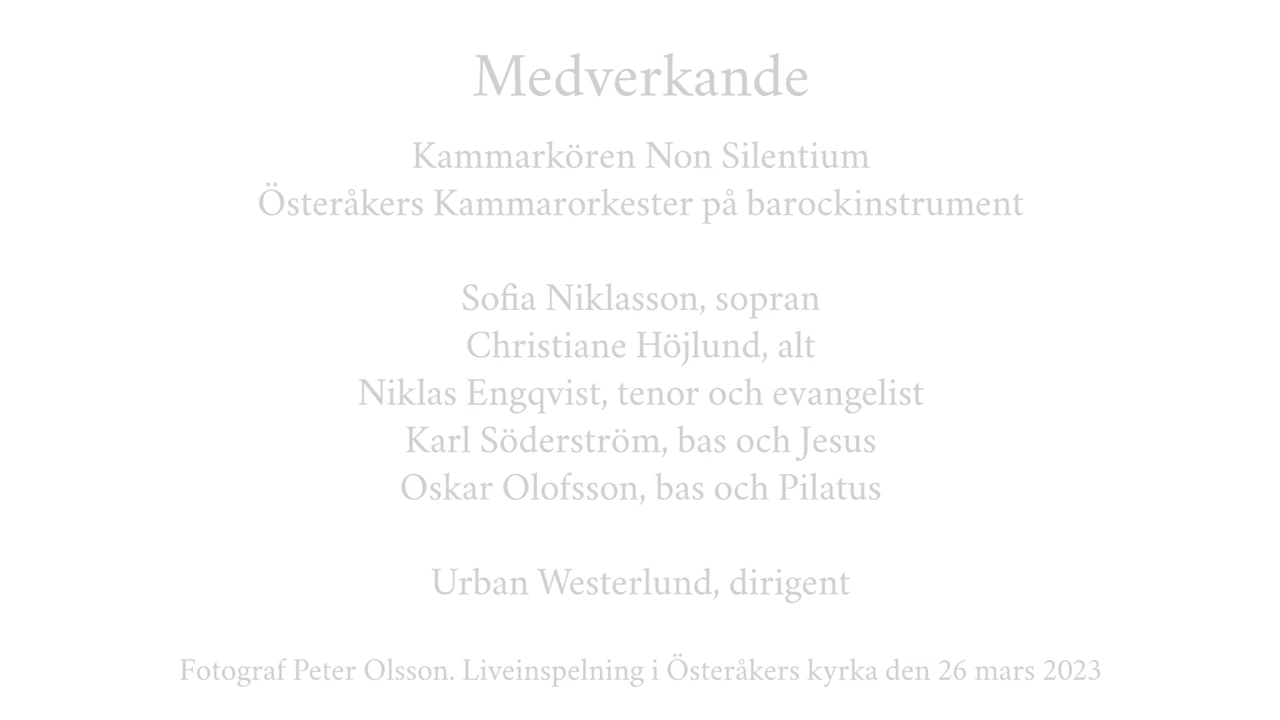 Medverkande
Kammarkören Non Silentium
Österåkers Kammarorkester på barockinstrument
Sofia Niklasson, sopran
Christiane Höjlund, alt
Niklas Engqvist, tenor och evangelist
Karl Söderström, bas och Jesus
Oskar Olofsson, bas och Pilatus
Urban Westerlund, dirigent
Fotograf Peter Olsson. Liveinspelning i Österåkers kyrka den 26 mars 2023